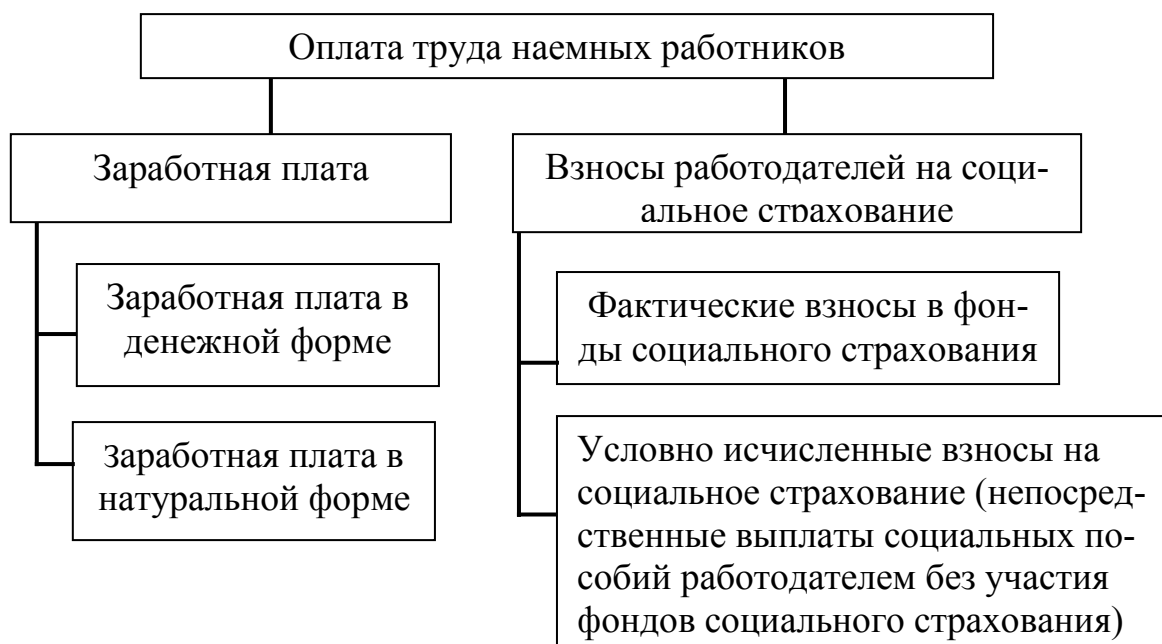 Оплата труда наемных работников
Заработная плата
Взносы работодателей на соци-
альное страхование
Заработная плата в
денежной форме
Заработная плата в
натуральной форме
Фактические взносы в фон-
ды социального страхования
Условно исчисленные взносы на
социальное страхование (непосред-
ственные выплаты социальных по-
собий работодателем без участия
фондов социального страхования)